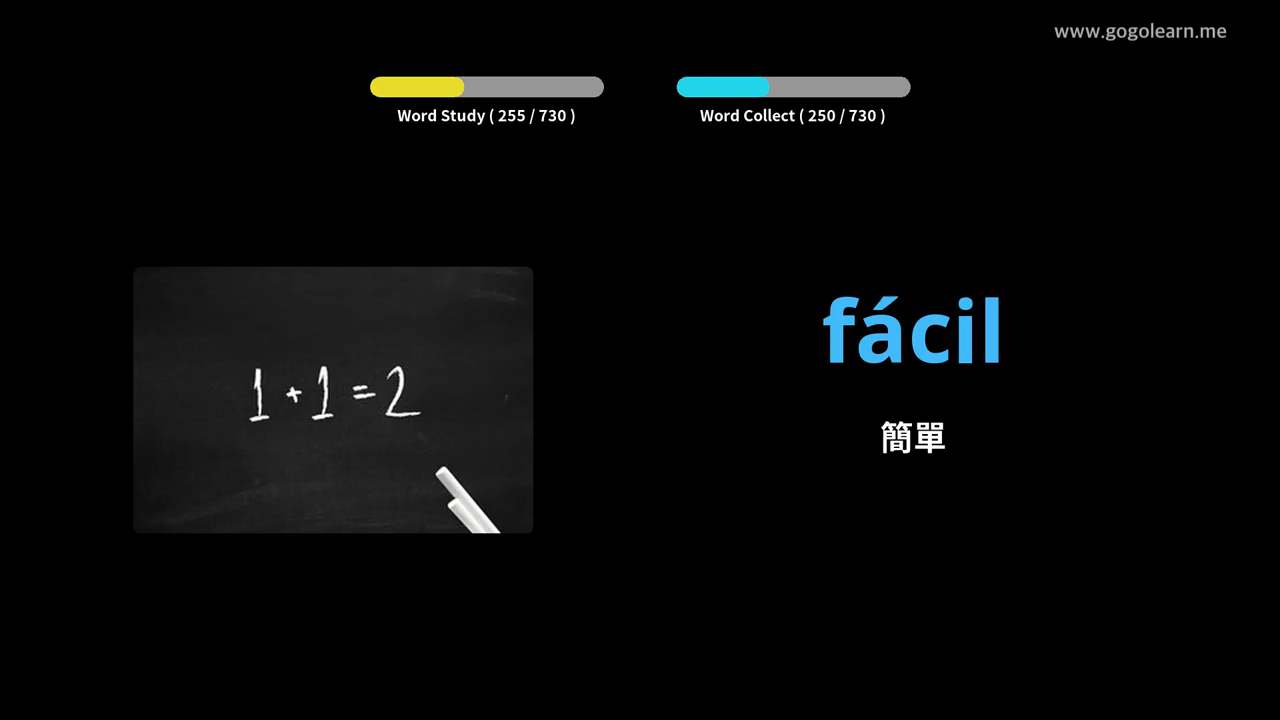 www.gogolearn.me
Word Study ( 255 / 730 )
Word Collect ( 250 / 730 )
1 + 1 = 2
fácil
簡單